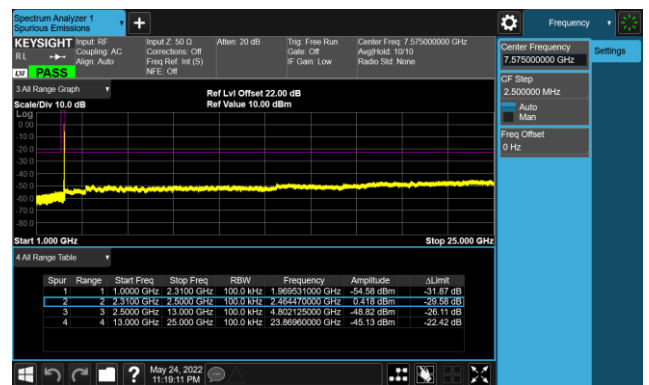 Spectrum Analyzer 1
Spurious Emissions
+
Frequency
KEYSIGHT Input: RF Input Z: 50 Ω Atten: 20 dB Trig: Free Run Center Freq: 7.575000000 GHz
RL Coupling: AC Corrections: Off Gate: Off Avg|Hold: 10/10
Align: Auto Freq Ref: Int (S) IF Gain: Low Radio Std: None
NFE: Off
LXI PASS
3 All Range Graph
Ref Lvl Offset 22.00 dB
Scale/Div 10.0 dB Ref Value 10.00 dBm
Log
0.00
-10.0
-20.0
-30.0
-40.0
-50.0
-60.0
-70.0
-80.0
Start 1.000 GHz Stop 25.000 GHz
4 All Range Table
Spur Range Start Freq Stop Freq RBW Frequency Amplitude ΔLimit
1 1 1.0000 GHz 2.3100 GHz 100.0 kHz 1.969531000 GHz -54.58 dBm -31.87 dB
2 2 2.3100 GHz 2.5000 GHz 100.0 kHz 2.464470000 GHz 0.418 dBm -29.58 dB
3 3 2.5000 GHz 13.000 GHz 100.0 kHz 4.802125000 GHz -48.82 dBm -26.11 dB
4 4 13.000 GHz 25.000 GHz 100.0 kHz 23.86960000 GHz -45.13 dBm -22.42 dB
Center Frequency
7.575000000 GHz
Settings
CF Step
2.500000 MHz
Auto
Man
Freq Offset
0 Hz
?
May 24, 2022
11:19:11 PM